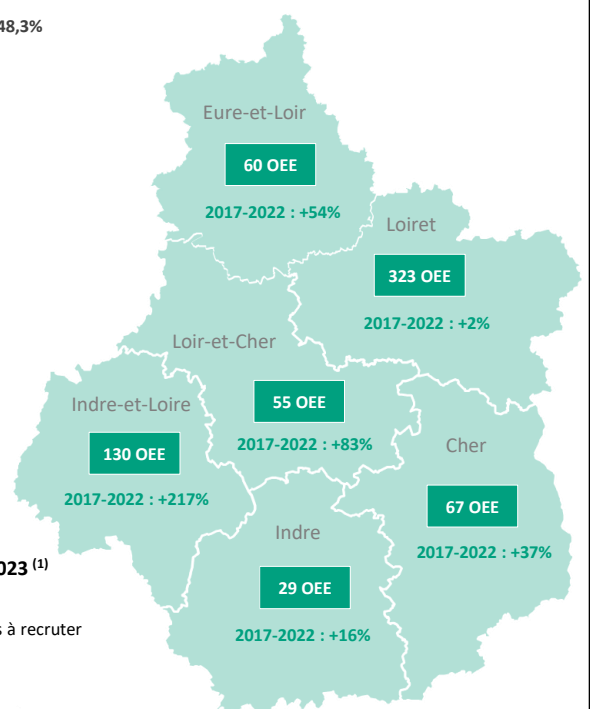 48,3%
Eure-et-Loir
60 OEE
2017-2022 : +54%
Loiret
323 OEE
2017-2022 : +2%
Loir-et-Cher
55 OEE
2017-2022 : +83%
Indre-et-Loire
130 OEE
2017-2022 : +217%
Cher
67 OEE
2017-2022 : +37%
Indre
29 OEE
2017-2022 : +16%
023 (1)
s à recruter